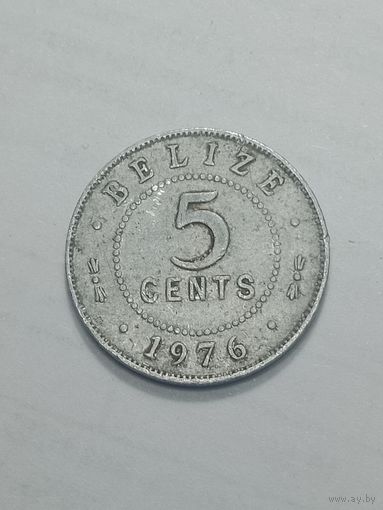 · BELIZE ·
5
CENTS
· 1976 ·
www.ay.by